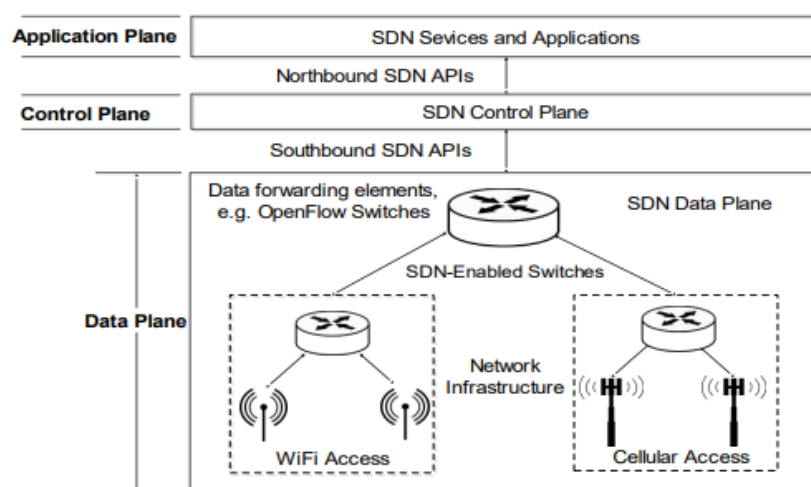 Application Plane
SDN Sevices and Applications
Northbound SDN APIs
Control Plane
SDN Control Plane
Southbound SDN APIs
Data forwarding elements,
e.g. OpenFlow Switches
SDN Data Plane
SDN-Enabled Switches
Data Plane
Network
Infrastructure
WiFi Access
Cellular Access